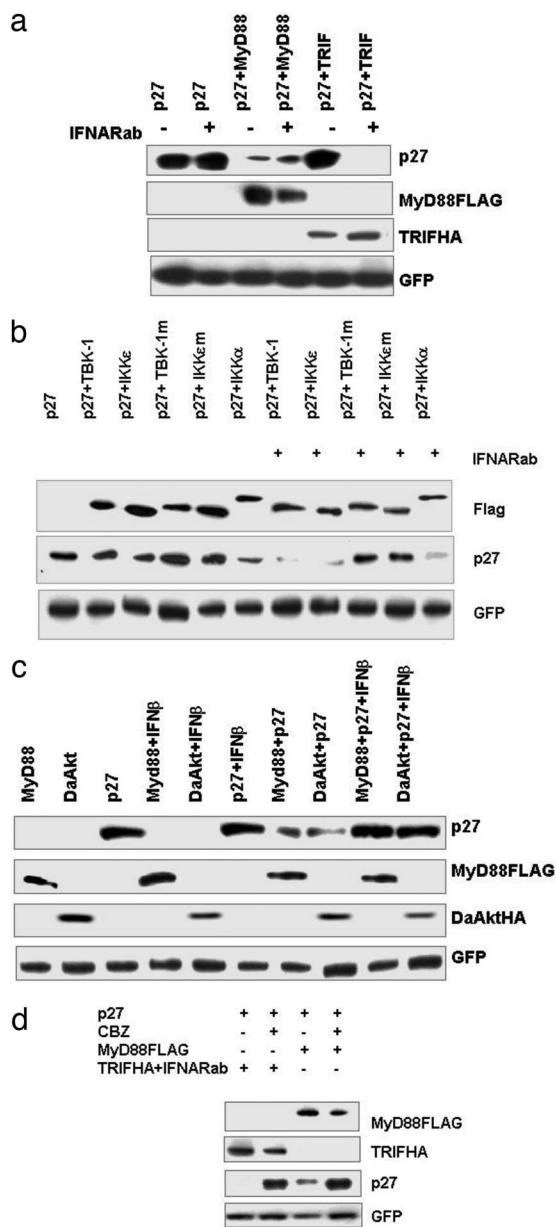 a
p27
p27
p27+MyD88
p27+MyD88
p27+TRIF
p27+TRIF
IFNARab - + - + - +
p27
MyD88FLAG
TRIFHA
GFP
b
p27
p27+TBK-1
p27+IKKε
p27+ TBK-1m
p27+ IKKεm
p27+IKKα
p27+TBK-1
p27+ IKKε
p27+ TBK-1m
p27+ IKKεm
p27+IKKα
+ + + + + IFNARab
Flag
p27
GFP
c
MyD88
DaAkt
p27
Myd88+IFNβ
DaAkt+IFNβ
p27+IFNβ
Myd88+p27
DaAkt+p27
MyD88+p27+IFNβ
DaAkt+p27+IFNβ
p27
MyD88FLAG
DaAktHA
GFP
d
p27 + + + +
CBZ - + - +
MyD88FLAG - - + +
TRIFHA+IFNARab + + - -
MyD88FLAG
TRIFHA
p27
GFP